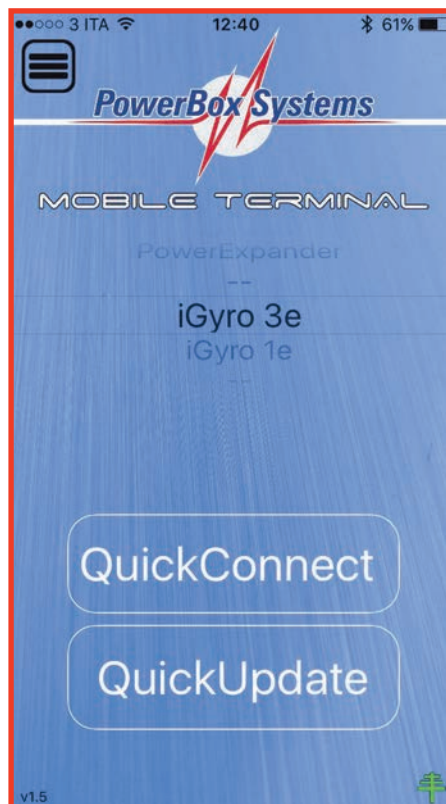 3 ITA 12:40 61%
PowerBox Systems
MOBILE TERMINAL
PowerExpander
--
iGyro 3e
iGyro 1e
--
QuickConnect
QuickUpdate
v1.5